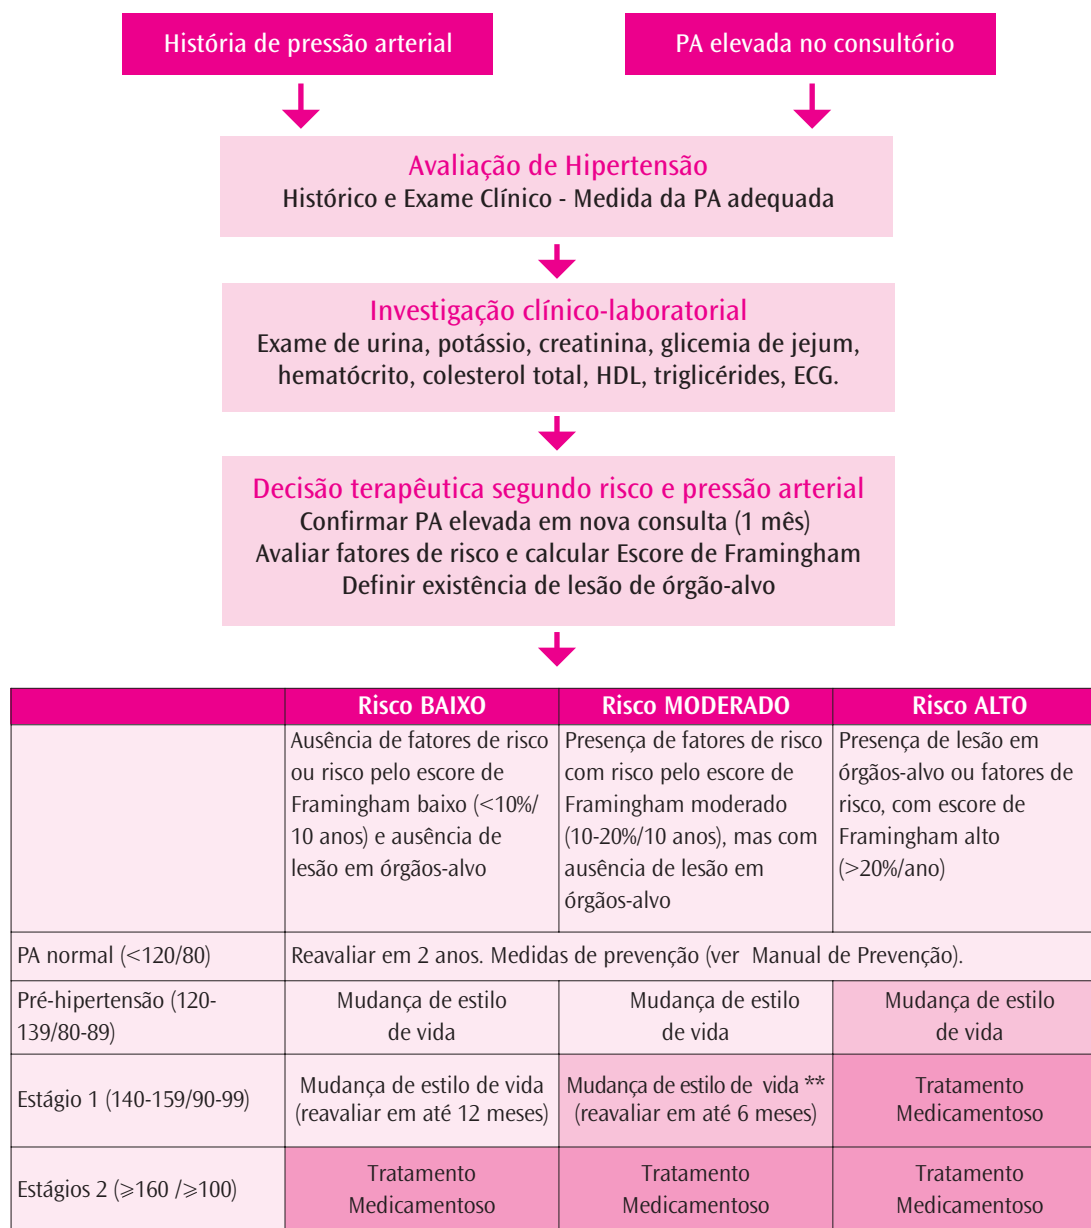 História de pressão arterial
PA elevada no consultório
Avaliação de Hipertensão
Histórico e Exame Clínico - Medida da PA adequada
Investigação clínico-laboratorial
Exame de urina, potássio, creatinina, glicemia de jejum,
hematócrito, colesterol total, HDL, triglicérides, ECG.
Decisão terapêutica segundo risco e pressão arterial
Confirmar PA elevada em nova consulta (1 mês)
Avaliar fatores de risco e calcular Escore de Framingham
Definir existência de lesão de órgão-alvo
Risco BAIXO
Risco MODERADO
Risco ALTO
Ausência de fatores de risco
ou risco pelo escore de
Framingham baixo (<10%/
10 anos) e ausência de
lesão em órgãos-alvo
Presença de fatores de risco
com risco pelo escore de
Framingham moderado
(10-20%/10 anos), mas com
ausência de lesão em
órgãos-alvo
Presença de lesão em
órgãos-alvo ou fatores de
risco, com escore de
Framingham alto
(>20%/ano)
PA normal (<120/80)
Reavaliar em 2 anos. Medidas de prevenção (ver Manual de Prevenção).
Pré-hipertensão (120-
139/80-89)
Mudança de estilo
de vida
Mudança de estilo
de vida
Mudança de estilo
de vida
Estágio 1 (140-159/90-99)
Mudança de estilo de vida
(reavaliar em até 12 meses)
Mudança de estilo de vida **
(reavaliar em até 6 meses)
Tratamento
Medicamentoso
Estágios 2 (⩾160 /⩾100)
Tratamento
Medicamentoso
Tratamento
Medicamentoso
Tratamento
Medicamentoso